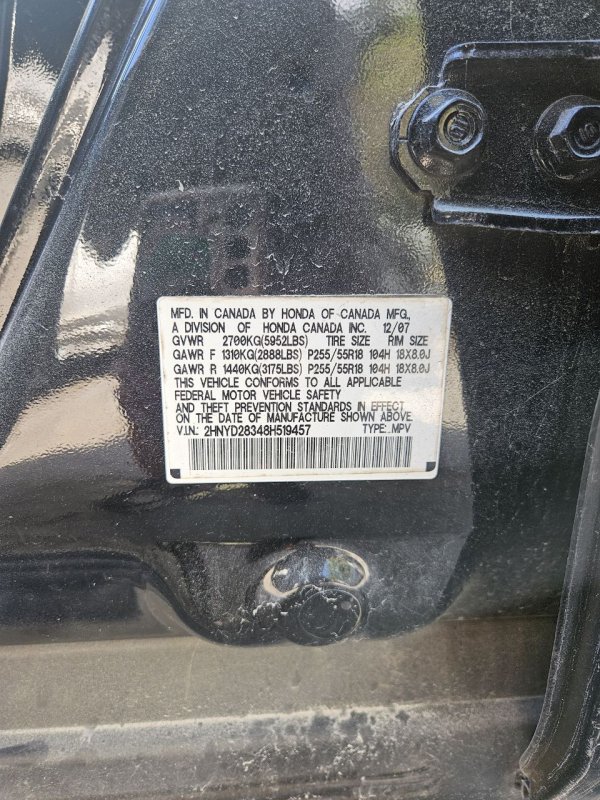 MFD. IN CANADA BY HONDA OF CANADA MFG.,
A DIVISION OF HONDA CANADA INC. 12/07
GVWR 2700KG(5952LBS) TIRE SIZE RIM SIZE
GAWR F 1310KG(2888LBS) P255/55R18 104H 18X8.0J
GAWR R 1440KG(3175LBS) P255/55R18 104H 18X8.0J
THIS VEHICLE CONFORMS TO ALL APPLICABLE
FEDERAL MOTOR VEHICLE SAFETY
AND THEFT PREVENTION STANDARDS IN EFFECT
ON THE DATE OF MANUFACTURE SHOWN ABOVE.
V.I.N.: 2HNYD28348H519457 TYPE: MPV